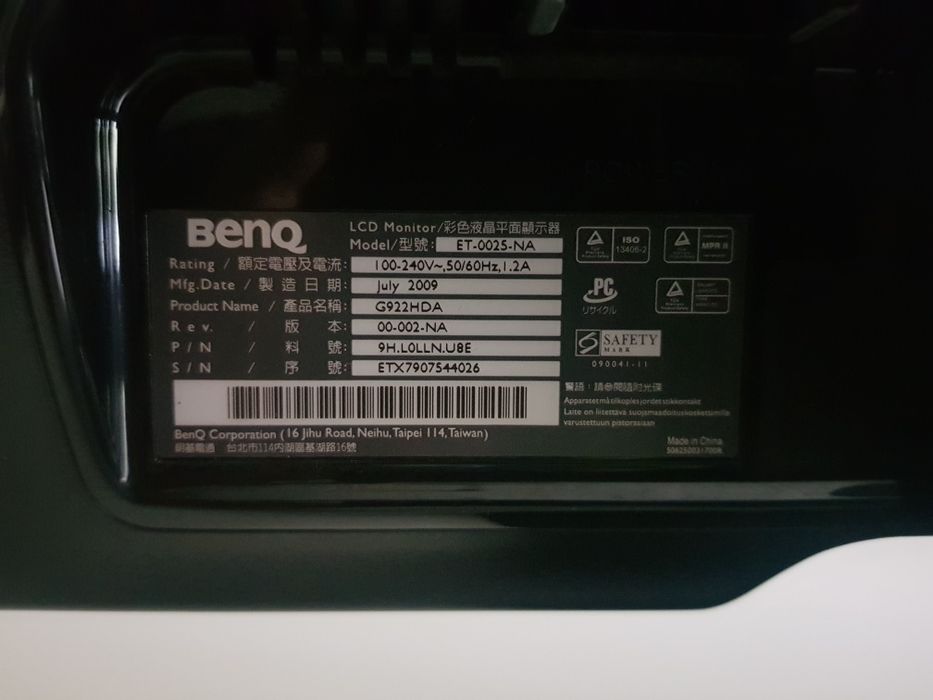 BenQ
LCD Monitor/彩色液晶平面顯示器
Model/型號: ET-0025-NA
Rating / 額定電壓及電流: 100-240V~,50/60Hz,1.2A
Mfg.Date / 製造日期: July 2009
Product Name / 產品名稱: G922HDA
Rev. / 版本: 00-002-NA
P/N / 料號: 9H.L0LLN.U8E
S/N / 序號: ETX7907544026
BenQ Corporation (16 Jihu Road, Neihu,Taipei 114,Taiwan)
明基電通 台北市114內湖區基湖路16號
ISO
13406-2
MPR II
PC
リサイクル
S SAFETY
MARK
090041-11
警語：請參閱隨附光碟
Apparatet må tilkoples jordet stikkontakt
Laite on liitettävä suojamaadoituskoskettimilla
varustettuun pistorasiaan
Made in China